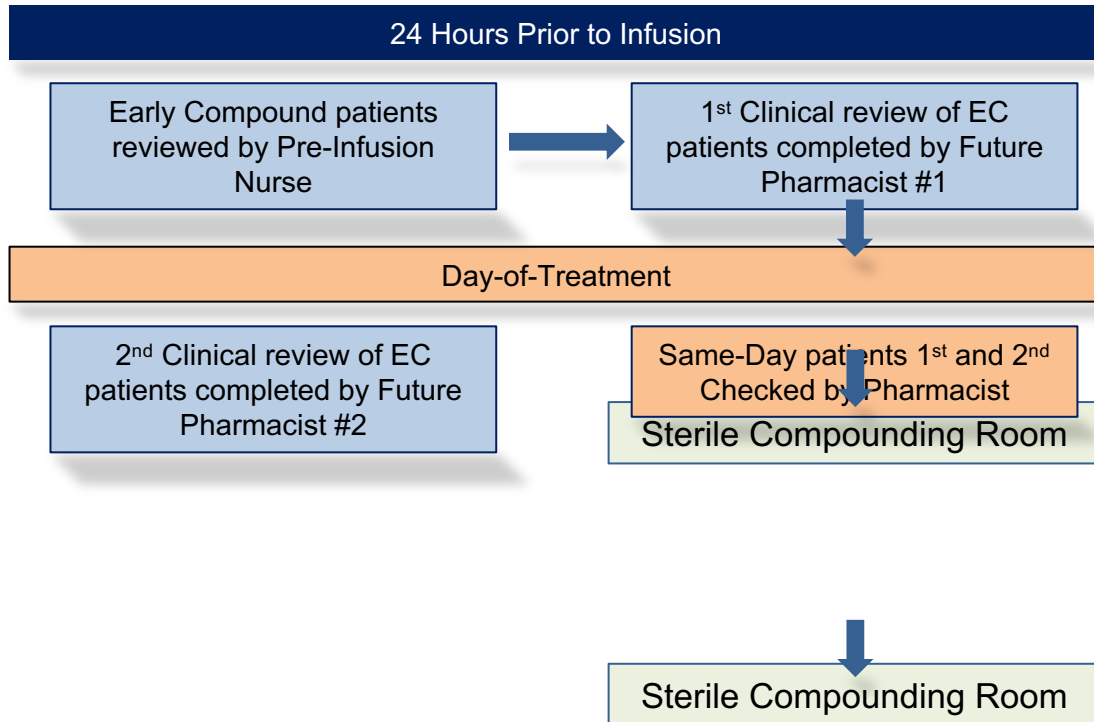 24 Hours Prior to Infusion
Early Compound patients
reviewed by Pre-Infusion
Nurse
1st Clinical review of EC
patients completed by Future
Pharmacist #1
Day-of-Treatment
2nd Clinical review of EC
patients completed by Future
Pharmacist #2
Same-Day patients 1st and 2nd
Checked by Pharmacist
Sterile Compounding Room
Sterile Compounding Room